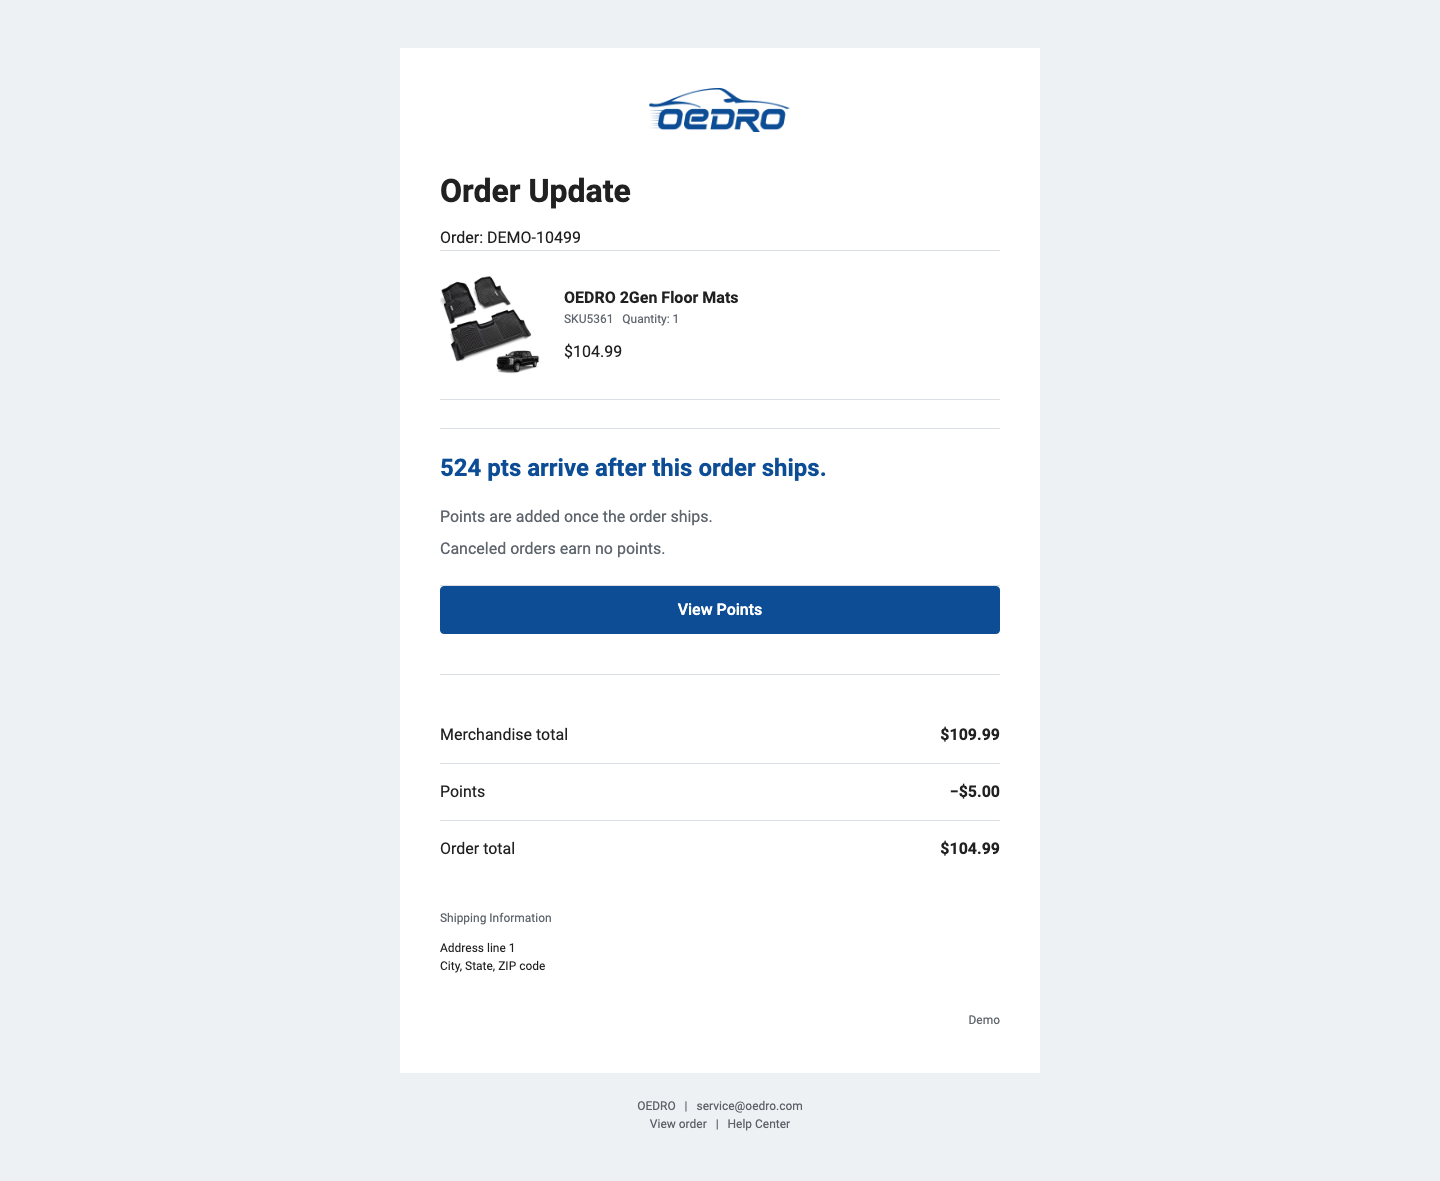 OEDRO
Order Update
Order: DEMO-10499
OEDRO 2Gen Floor Mats
SKU5361 Quantity: 1
$104.99
524 pts arrive after this order ships.
Points are added once the order ships.
Canceled orders earn no points.
View Points
Merchandise total $109.99
Points −$5.00
Order total $104.99
Shipping Information
Address line 1
City, State, ZIP code
Demo
OEDRO | service@oedro.com
View order | Help Center